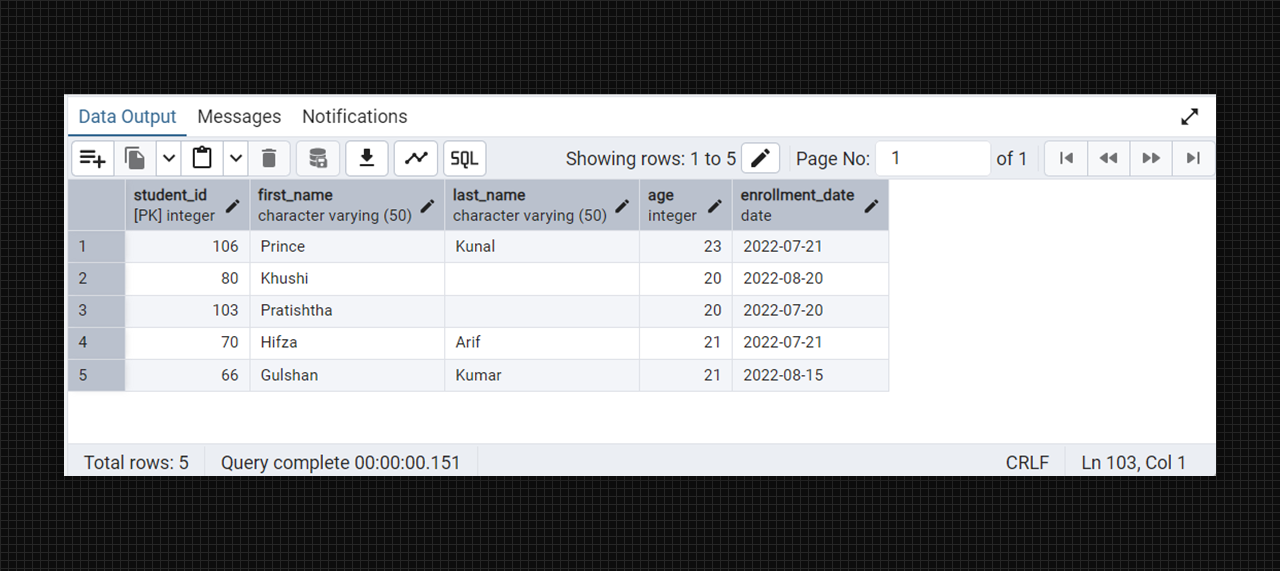 Data Output Messages Notifications
SQL Showing rows: 1 to 5 Page No: 1 of 1
student_id first_name last_name age enrollment_date
[PK] integer character varying (50) character varying (50) integer date
1 106 Prince Kunal 23 2022-07-21
2 80 Khushi 20 2022-08-20
3 103 Pratishtha 20 2022-07-20
4 70 Hifza Arif 21 2022-07-21
5 66 Gulshan Kumar 21 2022-08-15
Total rows: 5 Query complete 00:00:00.151 CRLF Ln 103, Col 1